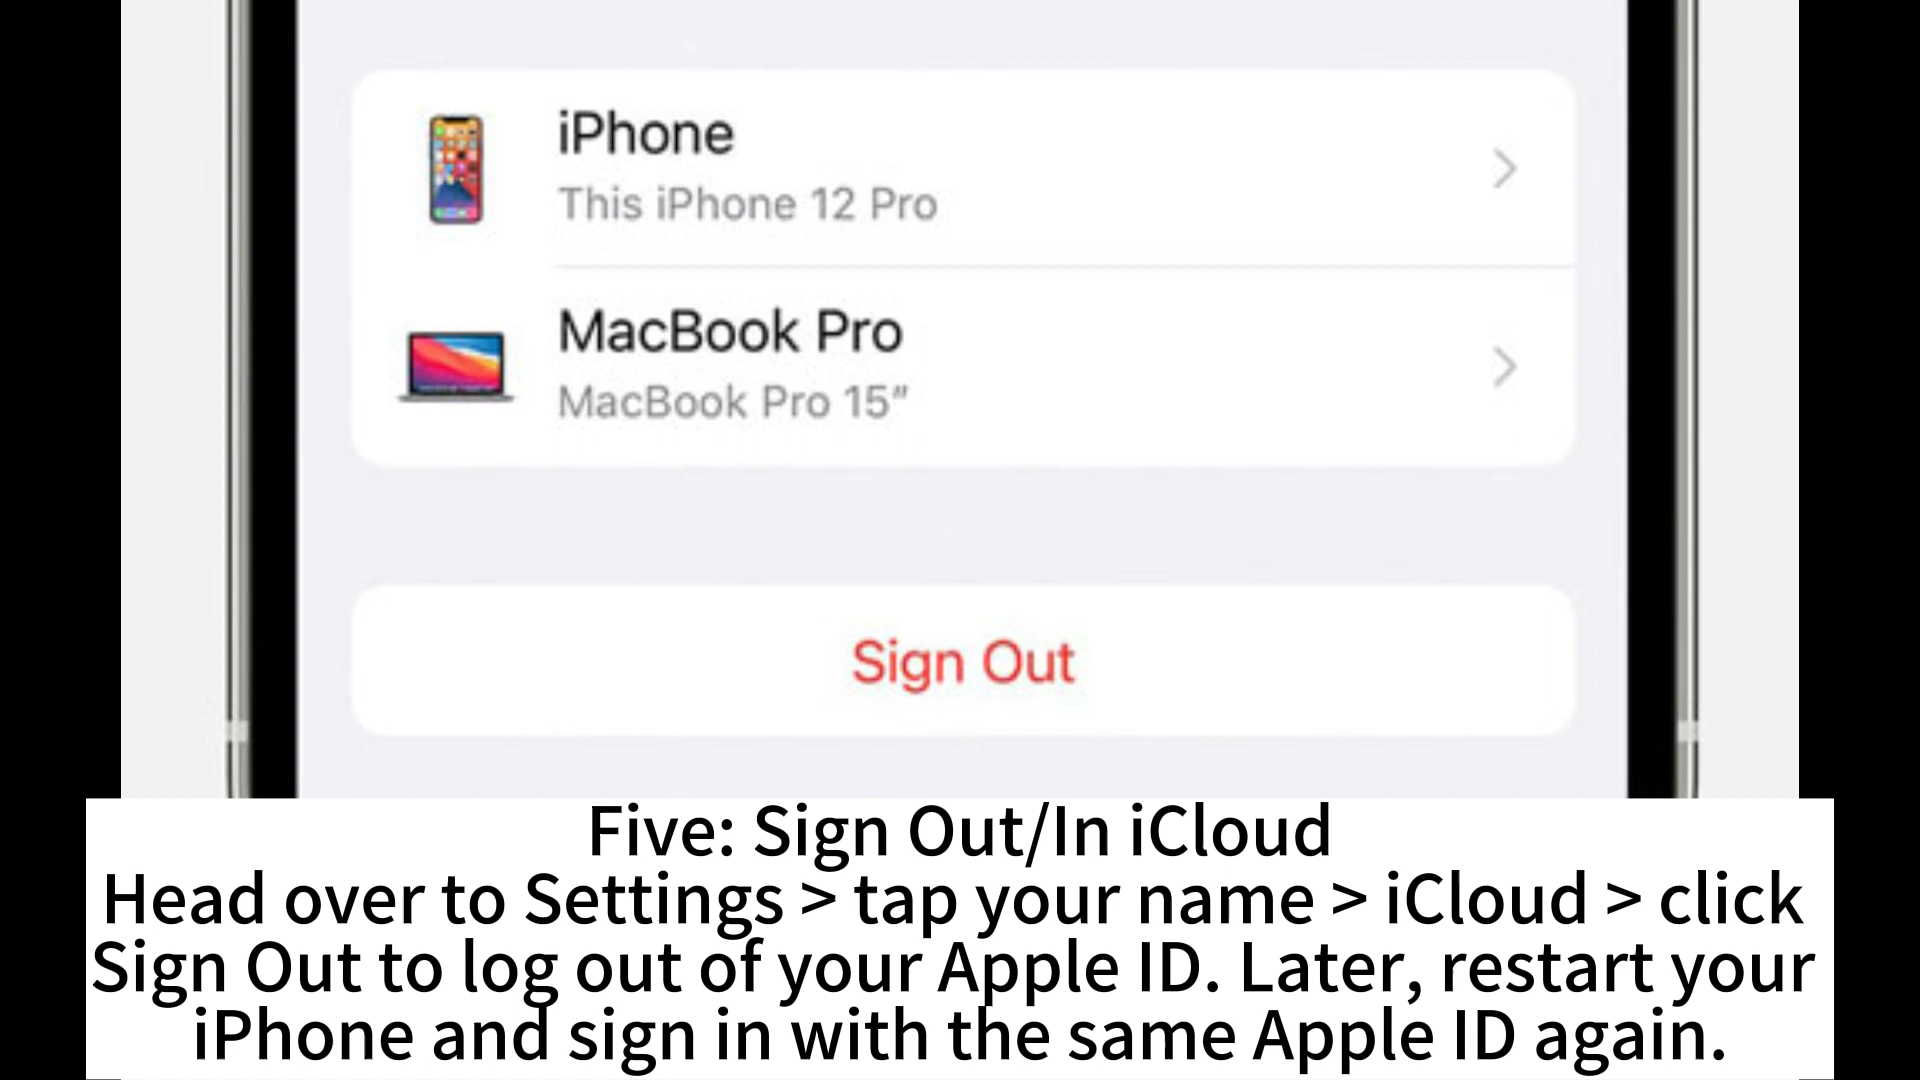 iPhone
This iPhone 12 Pro
MacBook Pro
MacBook Pro 15″
Sign Out
Five: Sign Out/In iCloud
Head over to Settings > tap your name > iCloud > click
Sign Out to log out of your Apple ID. Later, restart your
iPhone and sign in with the same Apple ID again.